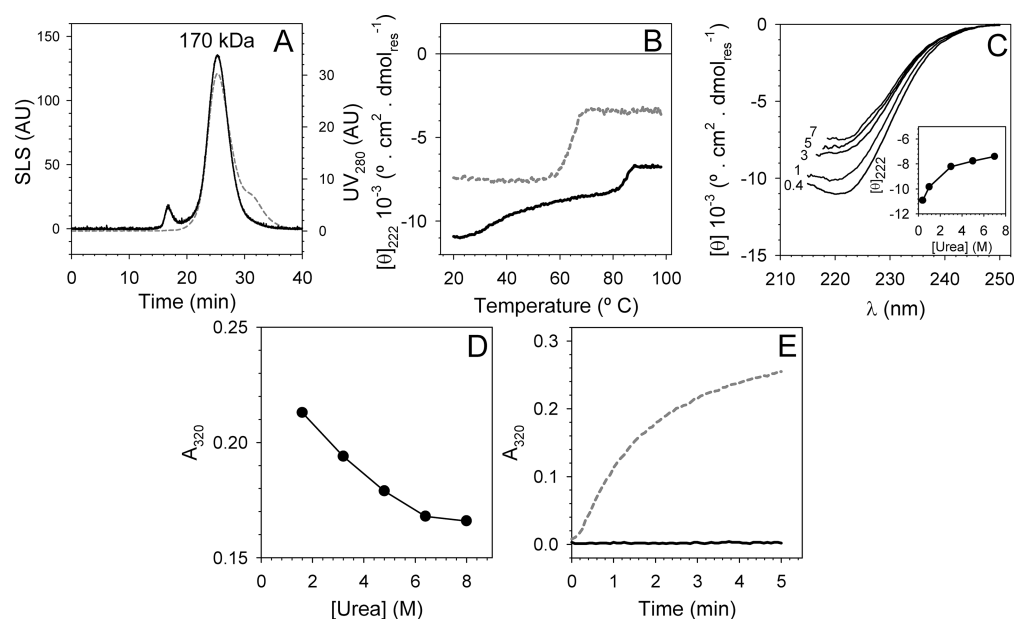 A
170 kDa
SLS (AU)
150
100
50
0
UV280 (AU)
30
20
10
0
0 10 20 30 40
Time (min)
B
[θ]222 10⁻³ (º . cm² . dmolres⁻¹)
0
-5
-10
20 40 60 80 100
Temperature (º C)
C
[θ] 10⁻³ (º . cm² . dmolres⁻¹)
0
-5
-10
-15
7
5
3
1
0.4
[θ]222
-6
-8
-10
-12
0 2 4 6 8
[Urea] (M)
210 220 230 240 250
λ (nm)
D
A320
0.25
0.20
0.15
0 2 4 6 8
[Urea] (M)
E
A320
0.3
0.2
0.1
0.0
0 1 2 3 4 5
Time (min)